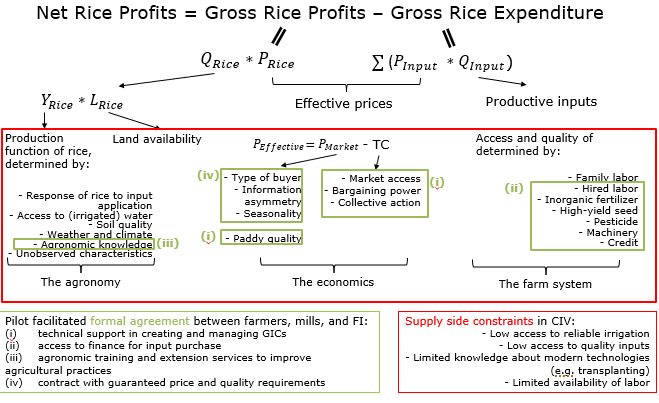 Net Rice Profits = Gross Rice Profits – Gross Rice Expenditure
Q_Rice * P_Rice
∑ (P_Input * Q_Input)
Y_Rice * L_Rice
Effective prices
Productive inputs
Production
function of rice,
determined by:
Land availability
P_Effective = P_Market - TC
Access and quality of
determined by:
- Response of rice to input
application
- Access to (irrigated) water
- Soil quality
- Weather and climate
- Agronomic knowledge
(iii)
- Unobserved characteristics
The agronomy
(iv)
- Type of buyer
- Information
asymmetry
- Seasonality
(i)
- Paddy quality
- Market access
- Bargaining power
- Collective action
(i)
The economics
(ii)
- Family labor
- Hired labor
- Inorganic fertilizer
- High-yield seed
- Pesticide
- Machinery
- Credit
The farm system
Pilot facilitated formal agreement between farmers, mills, and FI:
(i) technical support in creating and managing GICs
(ii) access to finance for input purchase
(iii) agronomic training and extension services to improve
agricultural practices
(iv) contract with guaranteed price and quality requirements
Supply side constraints in CIV:
- Low access to reliable irrigation
- Low access to quality inputs
- Limited knowledge about modern technologies
(e.g. transplanting)
- Limited availability of labor